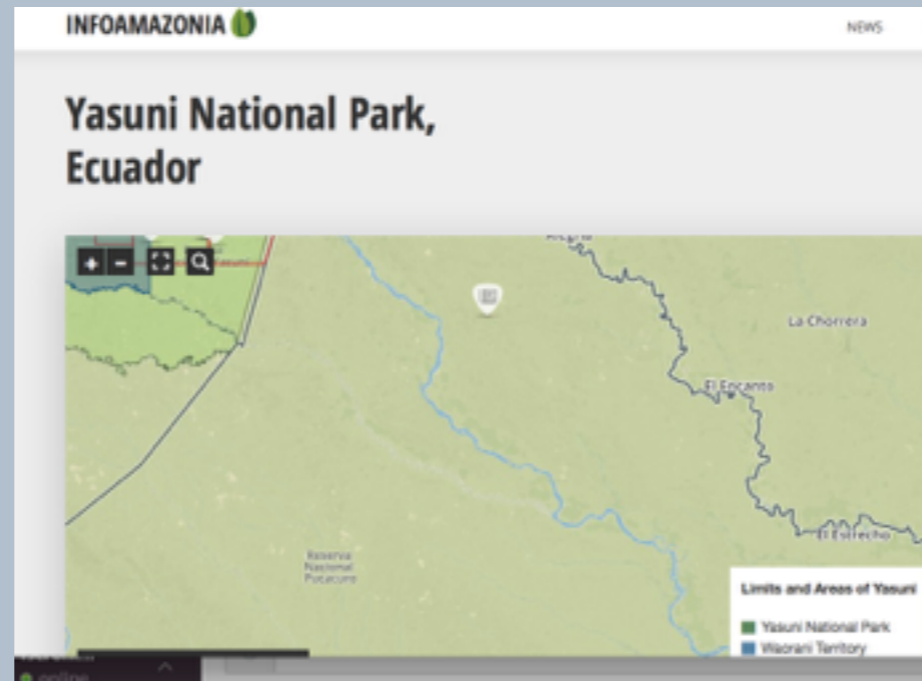 INFOAMAZONIA
NEWS
Yasuni National Park,
Ecuador
La Chorrera
El Encanto
El Estrecho
Reserva
Nacional
Pucacuro
Limits and Areas of Yasuni
Yasuni National Park
Waorani Territory
online